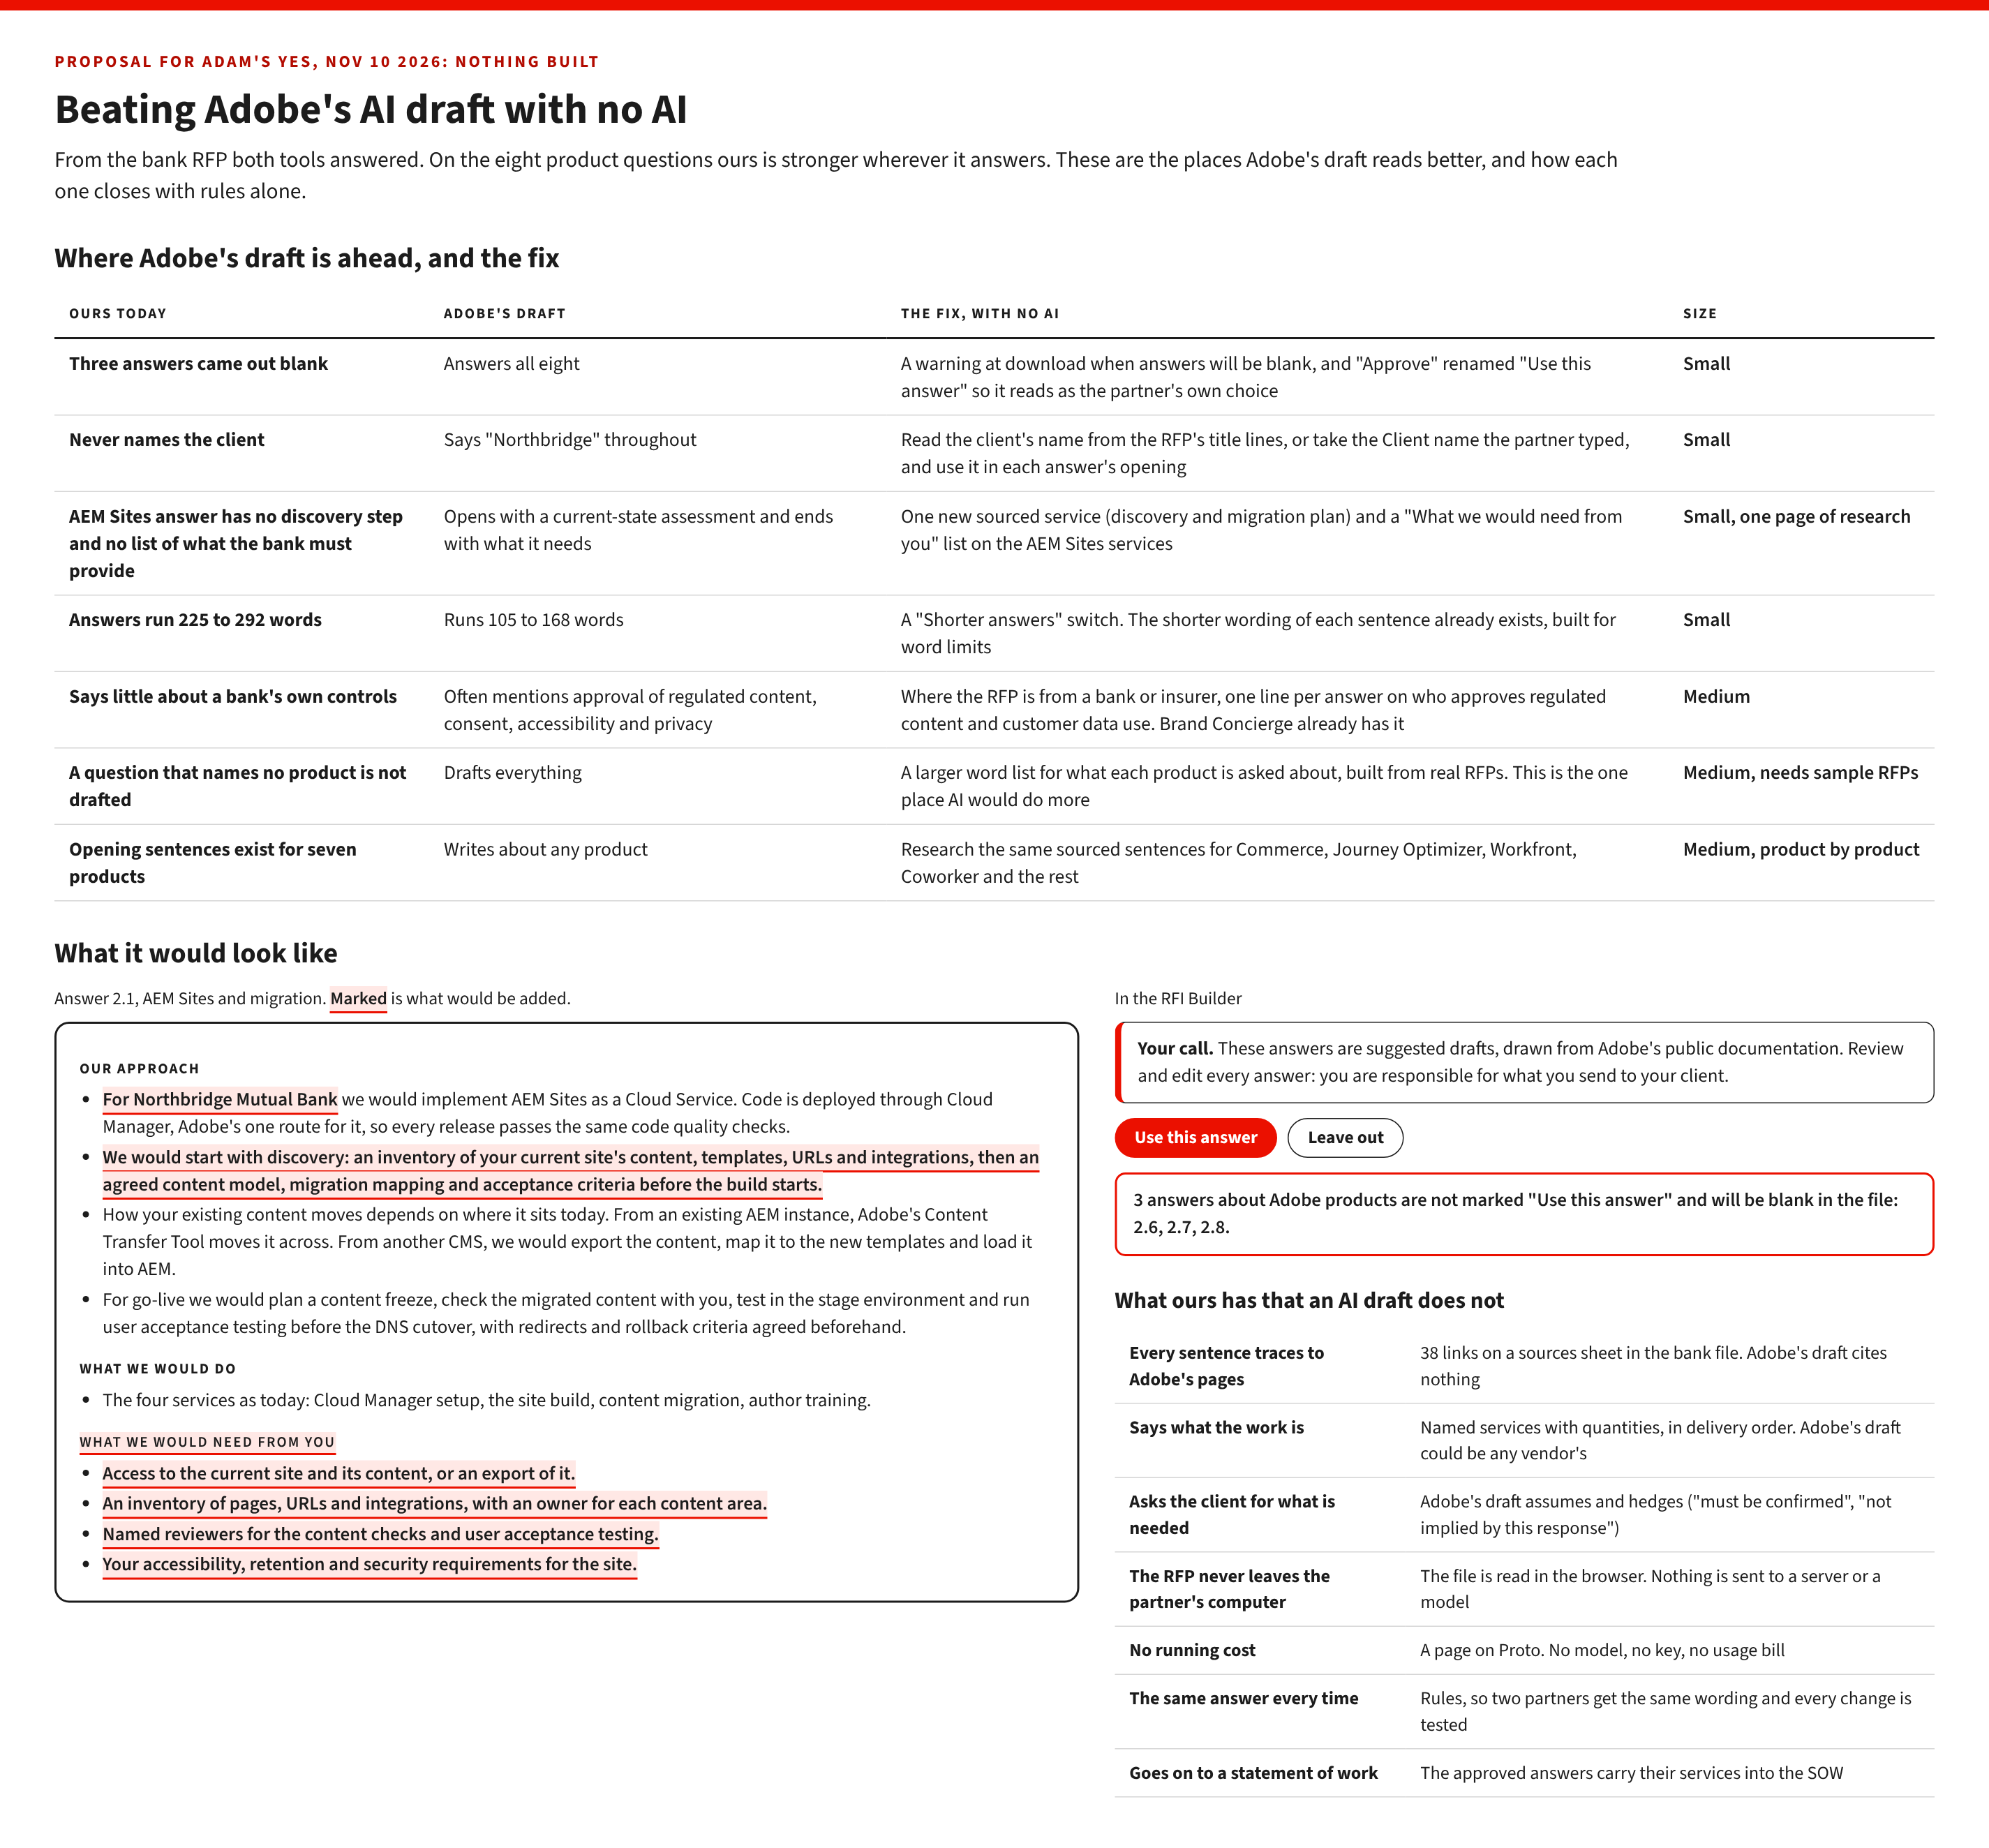 PROPOSAL FOR ADAM'S YES, NOV 10 2026: NOTHING BUILT
Beating Adobe's AI draft with no AI
From the bank RFP both tools answered. On the eight product questions ours is stronger wherever it answers. These are the places Adobe's draft reads better, and how each
one closes with rules alone.
Where Adobe's draft is ahead, and the fix
OURS TODAY ADOBE'S DRAFT THE FIX, WITH NO AI SIZE
Three answers came out blank Answers all eight A warning at download when answers will be blank, and "Approve" renamed "Use this Small
answer" so it reads as the partner's own choice
Never names the client Says "Northbridge" throughout Read the client's name from the RFP's title lines, or take the Client name the partner typed, Small
and use it in each answer's opening
AEM Sites answer has no discovery step Opens with a current-state assessment and ends One new sourced service (discovery and migration plan) and a "What we would need from Small, one page of research
and no list of what the bank must with what it needs you" list on the AEM Sites services
provide
Answers run 225 to 292 words Runs 105 to 168 words A "Shorter answers" switch. The shorter wording of each sentence already exists, built for Small
word limits
Says little about a bank's own controls Often mentions approval of regulated content, Where the RFP is from a bank or insurer, one line per answer on who approves regulated Medium
consent, accessibility and privacy content and customer data use. Brand Concierge already has it
A question that names no product is not Drafts everything A larger word list for what each product is asked about, built from real RFPs. This is the one Medium, needs sample RFPs
drafted place AI would do more
Opening sentences exist for seven Writes about any product Research the same sourced sentences for Commerce, Journey Optimizer, Workfront, Medium, product by product
products Coworker and the rest
What it would look like
Answer 2.1, AEM Sites and migration. Marked is what would be added.
OUR APPROACH
• For Northbridge Mutual Bank we would implement AEM Sites as a Cloud Service. Code is deployed through Cloud
Manager, Adobe's one route for it, so every release passes the same code quality checks.
• We would start with discovery: an inventory of your current site's content, templates, URLs and integrations, then an
agreed content model, migration mapping and acceptance criteria before the build starts.
• How your existing content moves depends on where it sits today. From an existing AEM instance, Adobe's Content
Transfer Tool moves it across. From another CMS, we would export the content, map it to the new templates and load it
into AEM.
• For go-live we would plan a content freeze, check the migrated content with you, test in the stage environment and run
user acceptance testing before the DNS cutover, with redirects and rollback criteria agreed beforehand.
WHAT WE WOULD DO
• The four services as today: Cloud Manager setup, the site build, content migration, author training.
WHAT WE WOULD NEED FROM YOU
• Access to the current site and its content, or an export of it.
• An inventory of pages, URLs and integrations, with an owner for each content area.
• Named reviewers for the content checks and user acceptance testing.
• Your accessibility, retention and security requirements for the site.
In the RFI Builder
Your call. These answers are suggested drafts, drawn from Adobe's public documentation. Review
and edit every answer: you are responsible for what you send to your client.
Use this answer Leave out
3 answers about Adobe products are not marked "Use this answer" and will be blank in the file:
2.6, 2.7, 2.8.
What ours has that an AI draft does not
Every sentence traces to 38 links on a sources sheet in the bank file. Adobe's draft cites
Adobe's pages nothing
Says what the work is Named services with quantities, in delivery order. Adobe's draft
could be any vendor's
Asks the client for what is Adobe's draft assumes and hedges ("must be confirmed", "not
needed implied by this response")
The RFP never leaves the The file is read in the browser. Nothing is sent to a server or a
partner's computer model
No running cost A page on Proto. No model, no key, no usage bill
The same answer every time Rules, so two partners get the same wording and every change is
tested
Goes on to a statement of work The approved answers carry their services into the SOW